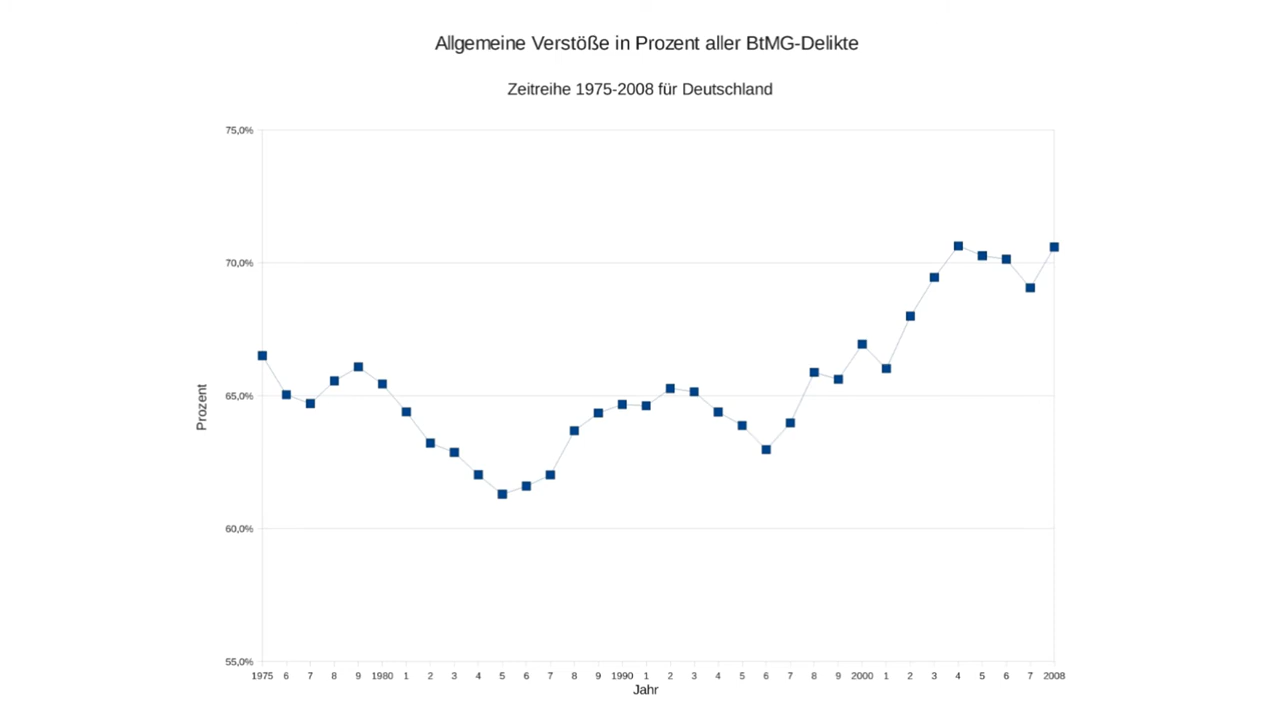 Allgemeine Verstöße in Prozent aller BtMG-Delikte
Zeitreihe 1975-2008 für Deutschland
75,0%
70,0%
65,0%
60,0%
55,0%
Prozent
1975 6 7 8 9 1980 1 2 3 4 5 6 7 8 9 1990 1 2 3 4 5 6 7 8 9 2000 1 2 3 4 5 6 7 2008
Jahr